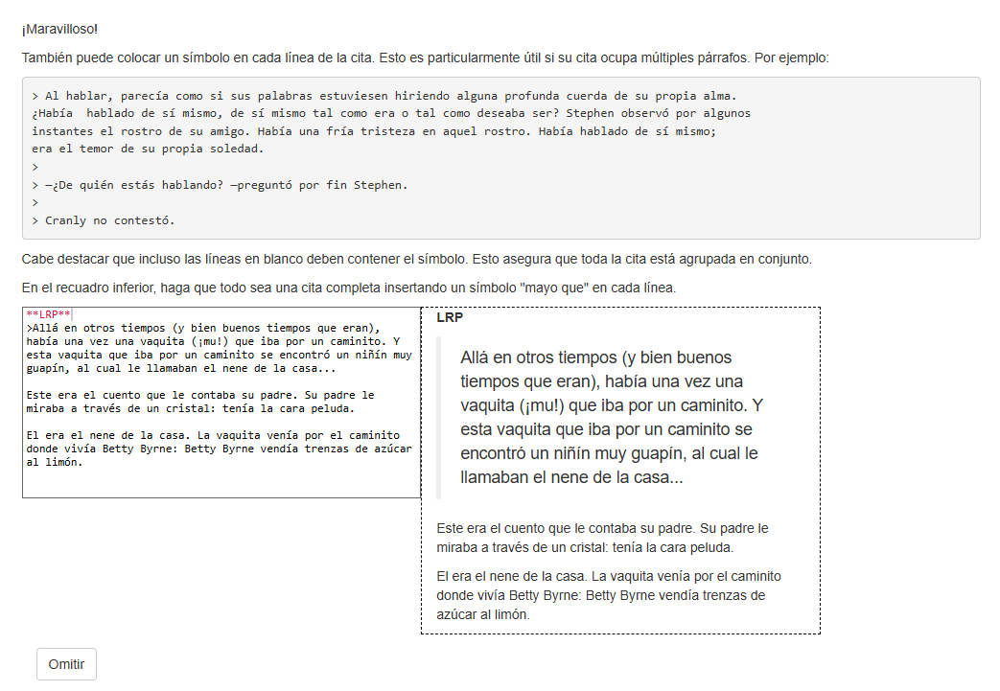 ¡Maravilloso!
También puede colocar un símbolo en cada línea de la cita. Esto es particularmente útil si su cita ocupa múltiples párrafos. Por ejemplo:
> Al hablar, parecía como si sus palabras estuviesen hiriendo alguna profunda cuerda de su propia alma.
¿Había  hablado de sí mismo, de sí mismo tal como era o tal como deseaba ser? Stephen observó por algunos
instantes el rostro de su amigo. Había una fría tristeza en aquel rostro. Había hablado de sí mismo;
era el temor de su propia soledad.
>
> —¿De quién estás hablando? —preguntó por fin Stephen.
>
> Cranly no contestó.
Cabe destacar que incluso las líneas en blanco deben contener el símbolo. Esto asegura que toda la cita está agrupada en conjunto.
En el recuadro inferior, haga que todo sea una cita completa insertando un símbolo "mayo que" en cada línea.
**LRP**
>Allá en otros tiempos (y bien buenos tiempos que eran),
había una vez una vaquita (¡mu!) que iba por un caminito. Y
esta vaquita que iba por un caminito se encontró un niñín muy
guapín, al cual le llamaban el nene de la casa...
Este era el cuento que le contaba su padre. Su padre le
miraba a través de un cristal: tenía la cara peluda.
El era el nene de la casa. La vaquita venía por el caminito
donde vivía Betty Byrne: Betty Byrne vendía trenzas de azúcar
al limón.
LRP
Allá en otros tiempos (y bien buenos
tiempos que eran), había una vez una
vaquita (¡mu!) que iba por un caminito. Y
esta vaquita que iba por un caminito se
encontró un niñín muy guapín, al cual le
llamaban el nene de la casa...
Este era el cuento que le contaba su padre. Su padre le
miraba a través de un cristal: tenía la cara peluda.
El era el nene de la casa. La vaquita venía por el caminito
donde vivía Betty Byrne: Betty Byrne vendía trenzas de
azúcar al limón.
Omitir